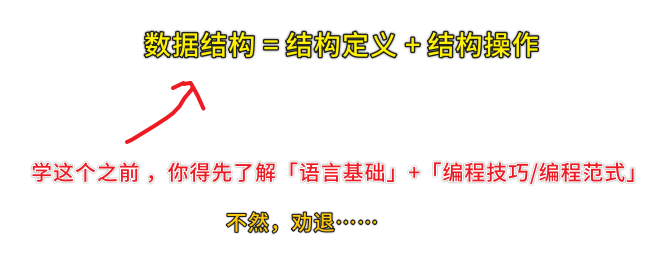 数据结构 = 结构定义 + 结构操作
学这个之前 ，你得先了解「语言基础」+「编程技巧/编程范式」
不然，劝退……